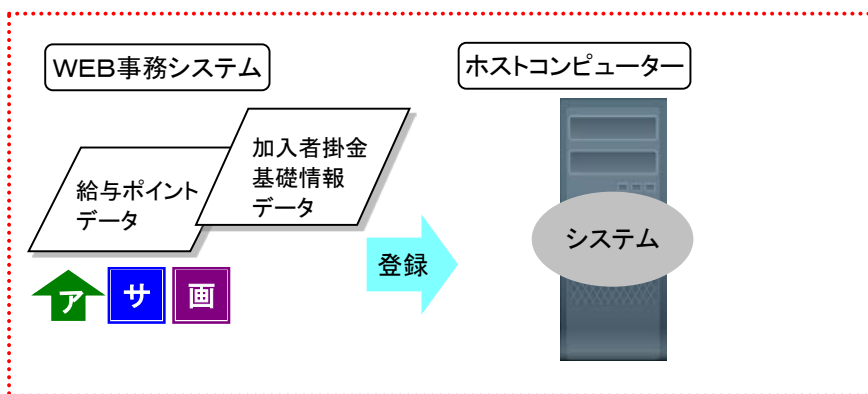 ＷＥＢ事務システム
ホストコンピューター
給与ポイント
データ
加入者掛金
基礎情報
データ
登録
システム
ア
サ
画